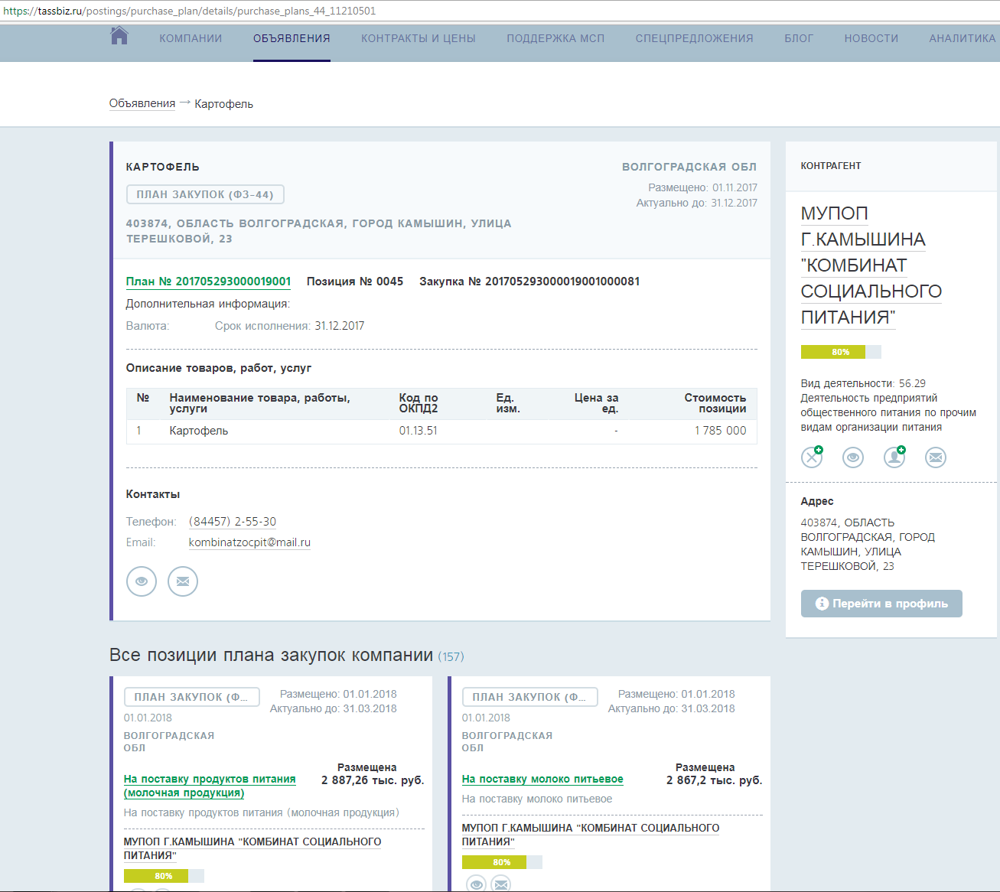 https://tassbiz.ru/postings/purchase_plan/details/purchase_plans_44_11210501
КОМПАНИИ ОБЪЯВЛЕНИЯ КОНТРАКТЫ И ЦЕНЫ ПОДДЕРЖКА МСП СПЕЦПРЕДЛОЖЕНИЯ БЛОГ НОВОСТИ АНАЛИТИКА
Объявления → Картофель
КАРТОФЕЛЬ
ПЛАН ЗАКУПОК (ФЗ-44)
403874, ОБЛАСТЬ ВОЛГОГРАДСКАЯ, ГОРОД КАМЫШИН, УЛИЦА
ТЕРЕШКОВОЙ, 23
ВОЛГОГРАДСКАЯ ОБЛ
Размещено: 01.11.2017
Актуально до: 31.12.2017
План № 201705293000019001 Позиция № 0045 Закупка № 201705293000019001000081
Дополнительная информация:
Валюта: Срок исполнения: 31.12.2017
Описание товаров, работ, услуг
№ Наименование товара, работы, услуги Код по ОКПД2 Ед. изм. Цена за ед. Стоимость позиции
1 Картофель 01.13.51 - 1 785 000
Контакты
Телефон: (84457) 2-55-30
Email: kombinatzocpit@mail.ru
КОНТРАГЕНТ
МУПОП
Г.КАМЫШИНА
"КОМБИНАТ
СОЦИАЛЬНОГО
ПИТАНИЯ"
80%
Вид деятельности: 56.29
Деятельность предприятий
общественного питания по прочим
видам организации питания
Адрес
403874, ОБЛАСТЬ
ВОЛГОГРАДСКАЯ, ГОРОД
КАМЫШИН, УЛИЦА
ТЕРЕШКОВОЙ, 23
Перейти в профиль
Все позиции плана закупок компании (157)
ПЛАН ЗАКУПОК (Ф...
Размещено: 01.01.2018
Актуально до: 31.03.2018
01.01.2018
ВОЛГОГРАДСКАЯ
ОБЛ
Размещена
2 887,26 тыс. руб.
На поставку продуктов питания
(молочная продукция)
На поставку продуктов питания (молочная продукция)
МУПОП Г.КАМЫШИНА "КОМБИНАТ СОЦИАЛЬНОГО
ПИТАНИЯ"
80%
ПЛАН ЗАКУПОК (Ф...
Размещено: 01.01.2018
Актуально до: 31.03.2018
01.01.2018
ВОЛГОГРАДСКАЯ
ОБЛ
Размещена
2 867,2 тыс. руб.
На поставку молоко питьевое
На поставку молоко питьевое
МУПОП Г.КАМЫШИНА "КОМБИНАТ СОЦИАЛЬНОГО
ПИТАНИЯ"
80%